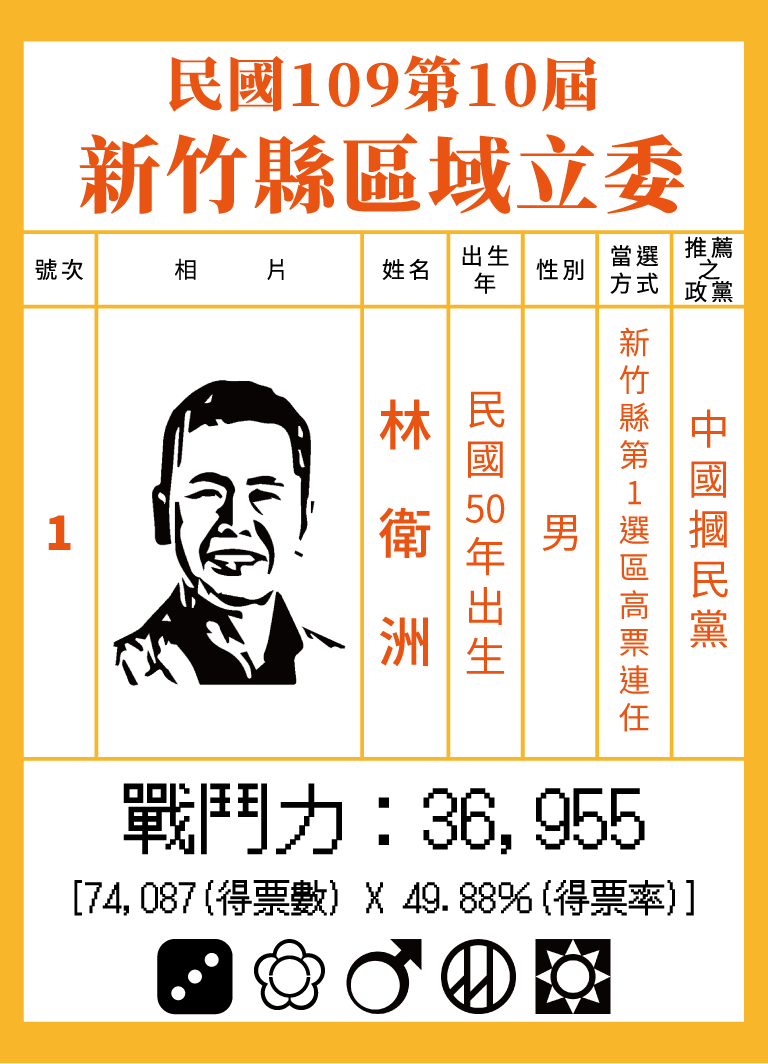 民國109第10屆
新竹縣區域立委
號次
相 片
姓名
出生
年
性別
當選
方式
推薦
之
政黨
1
林衛洲
民國50年出生
男
新竹縣第1選區高票連任
中國摑民黨
戰鬥力：36,955
[74,087(得票數) X 49.88%(得票率)]